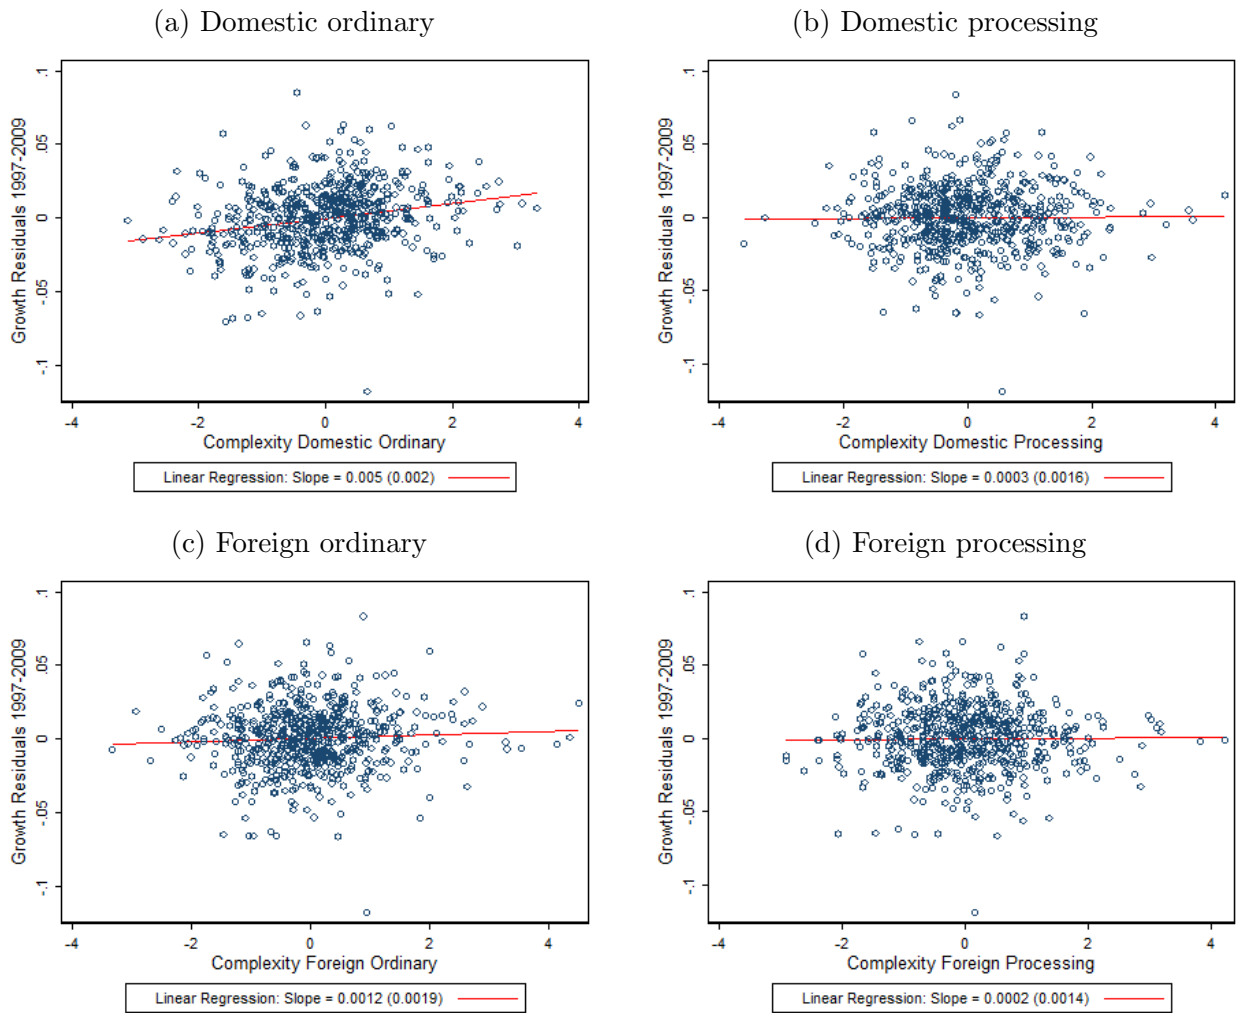 (a) Domestic ordinary
Growth Residuals 1997-2009
.1
.05
0
-.05
-.1
-4 -2 0 2 4
Complexity Domestic Ordinary
Linear Regression: Slope = 0.005 (0.002)
(b) Domestic processing
Growth Residuals 1997-2009
.1
.05
0
-.05
-.1
-4 -2 0 2 4
Complexity Domestic Processing
Linear Regression: Slope = 0.0003 (0.0016)
(c) Foreign ordinary
Growth Residuals 1997-2009
.1
.05
0
-.05
-.1
-4 -2 0 2 4
Complexity Foreign Ordinary
Linear Regression: Slope = 0.0012 (0.0019)
(d) Foreign processing
Growth Residuals 1997-2009
.1
.05
0
-.05
-.1
-4 -2 0 2 4
Complexity Foreign Processing
Linear Regression: Slope = 0.0002 (0.0014)